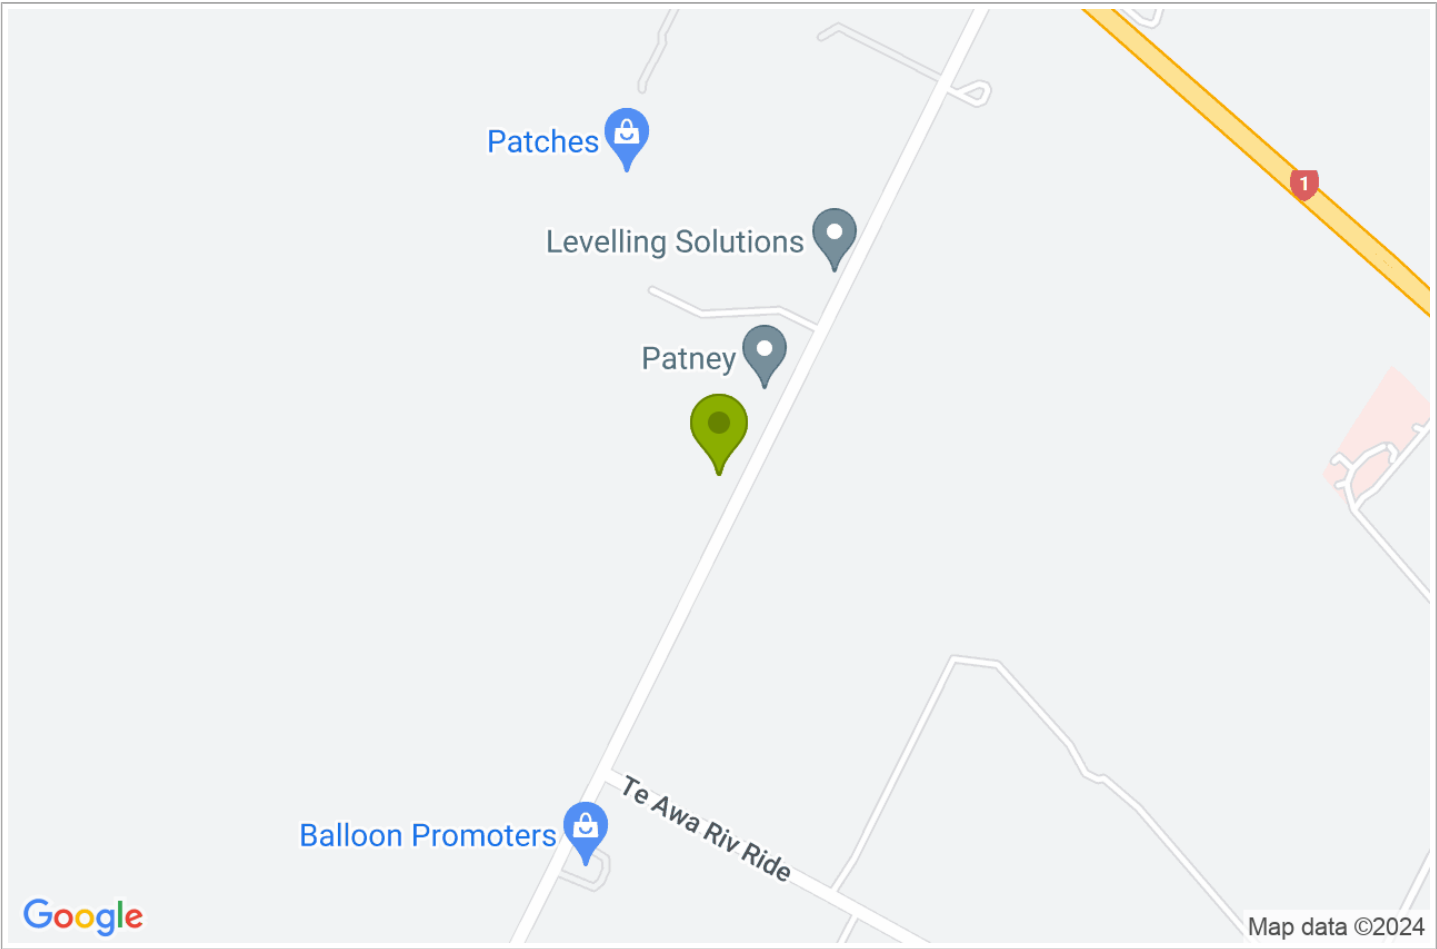 1
Patches
Levelling Solutions
Patney
Te Awa Riv Ride
Balloon Promoters
Google
Map data ©2024